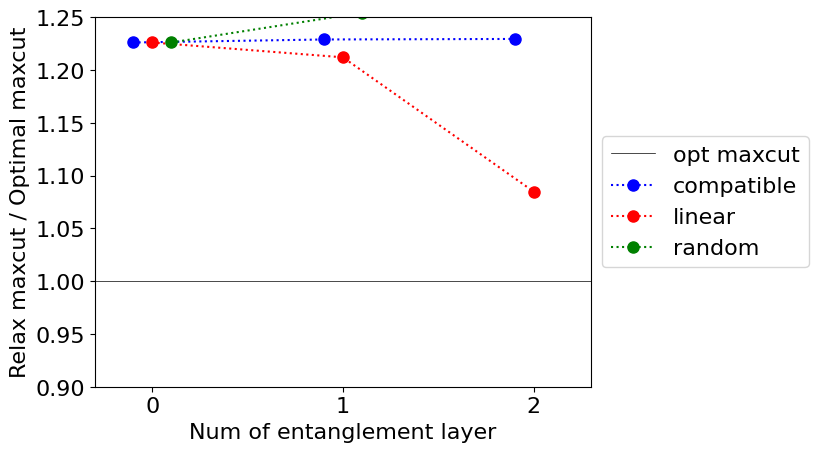 Relax maxcut / Optimal maxcut
1.25
1.20
1.15
1.10
1.05
1.00
0.95
0.90
0 1 2
Num of entanglement layer
opt maxcut
compatible
linear
random